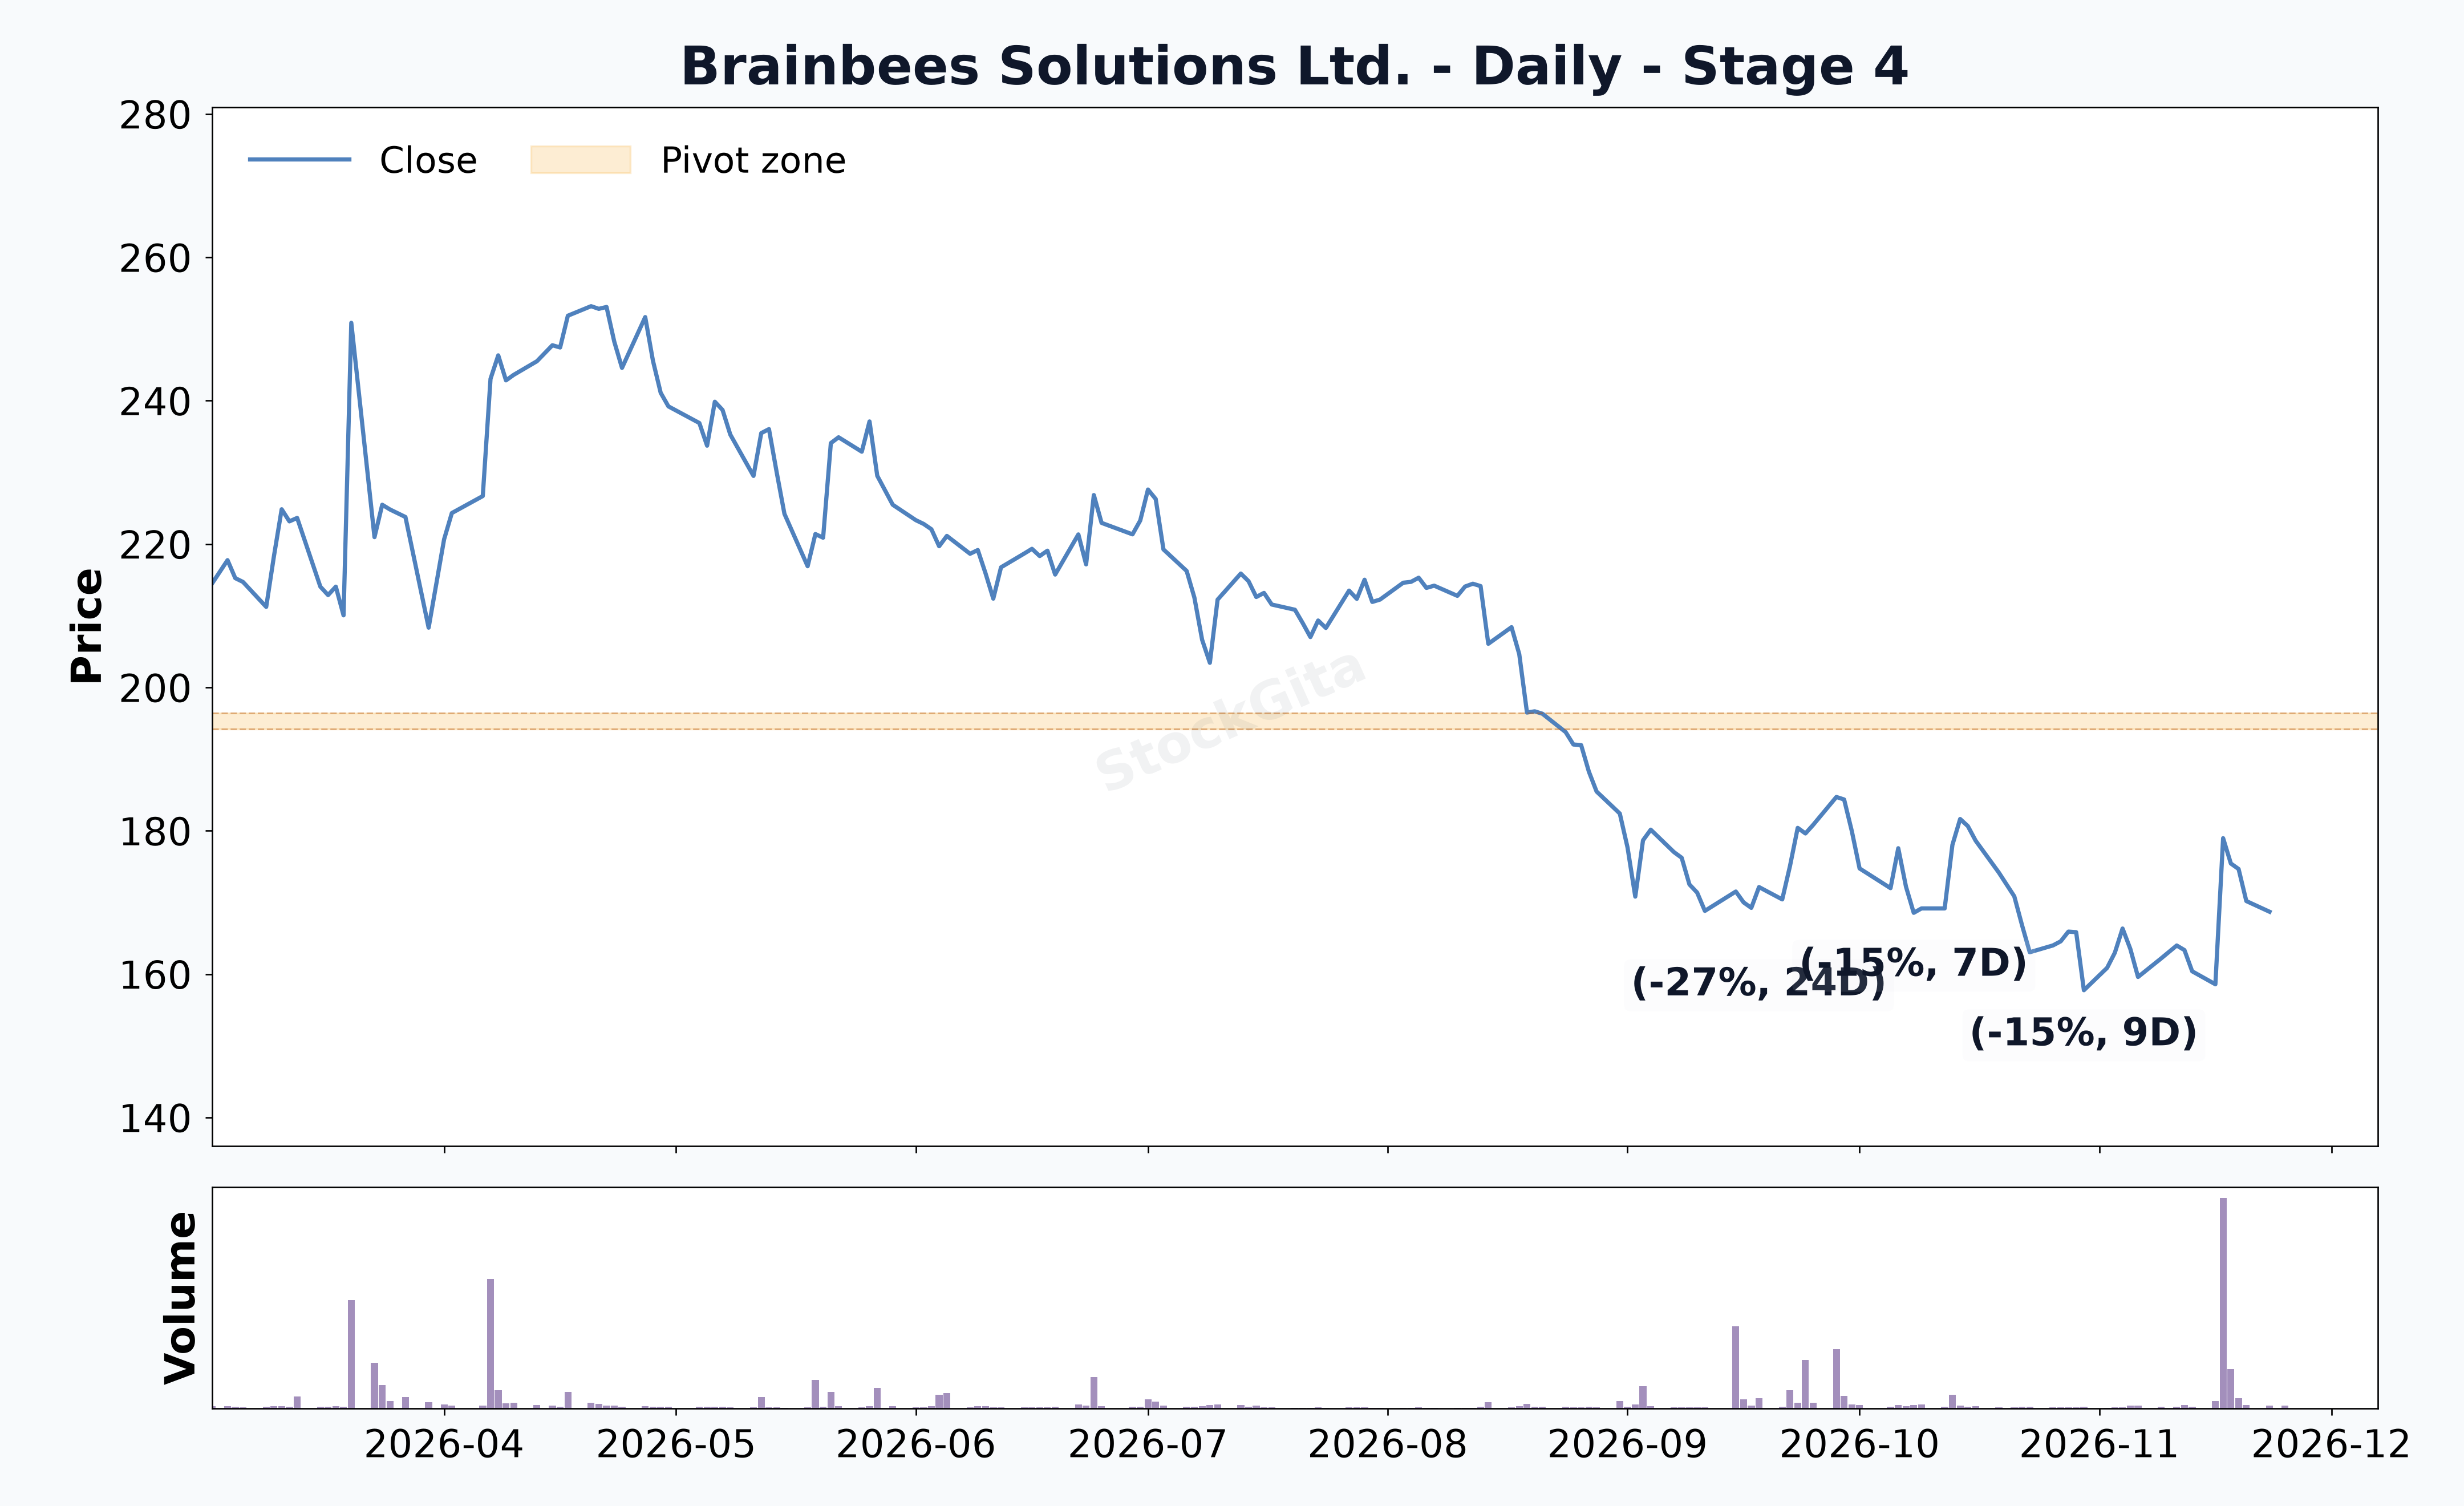 Brainbees Solutions Ltd. - Daily - Stage 4
Close
Pivot zone
Price
280
260
240
220
200
180
160
140
StockGita
(-27%, 24D)
(-15%, 7D)
(-15%, 9D)
Volume
2026-04
2026-05
2026-06
2026-07
2026-08
2026-09
2026-10
2026-11
2026-12